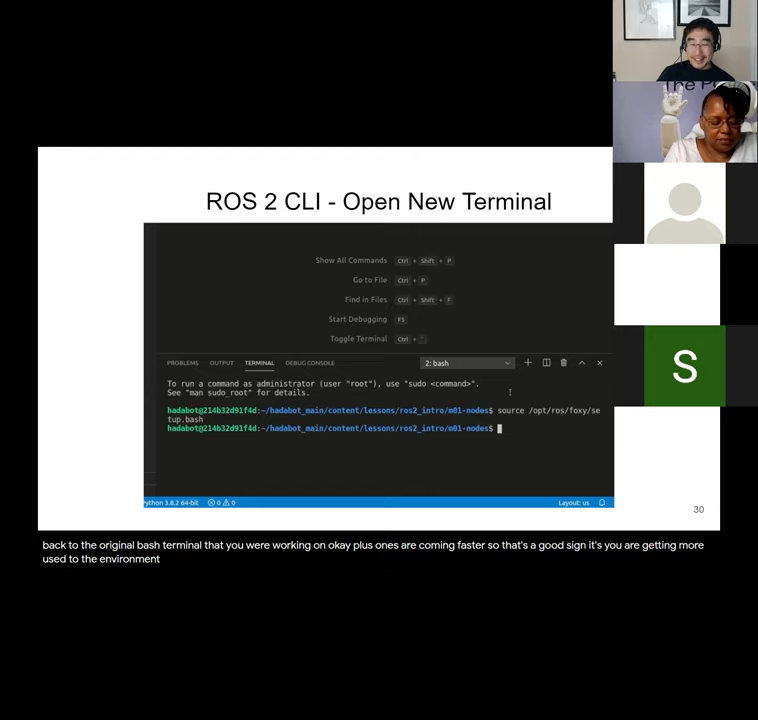 The P
ROS 2 CLI - Open New Terminal
Show All Commands Ctrl + Shift + P
Go to File Ctrl + P
Find in Files Ctrl + Shift + F
Start Debugging F5
Toggle Terminal Ctrl + `
PROBLEMS OUTPUT TERMINAL DEBUG CONSOLE 2: bash
To run a command as administrator (user "root"), use "sudo <command>".
See "man sudo_root" for details.
hadabot@214b32d91f4d:~/hadabot_main/content/lessons/ros2_intro/m01-nodes$ source /opt/ros/foxy/se
tup.bash
hadabot@214b32d91f4d:~/hadabot_main/content/lessons/ros2_intro/m01-nodes$
ython 3.8.2 64-bit 0 0 Layout: us
S
30
back to the original bash terminal that you were working on okay plus ones are coming faster so that's a good sign it's you are getting more
used to the environment